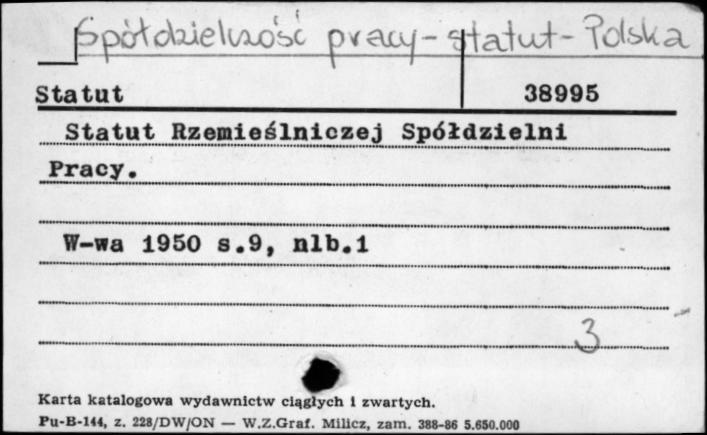 Spółdzielczość pracy - statut - Polska
Statut 38995
Statut Rzemieślniczej Spółdzielni
Pracy.
W-wa 1950 s.9, nlb.1
3
Karta katalogowa wydawnictw ciągłych i zwartych.
Pu-B-144, z. 228/DW/ON — W.Z.Graf. Milicz, zam. 388-86 5.650.000